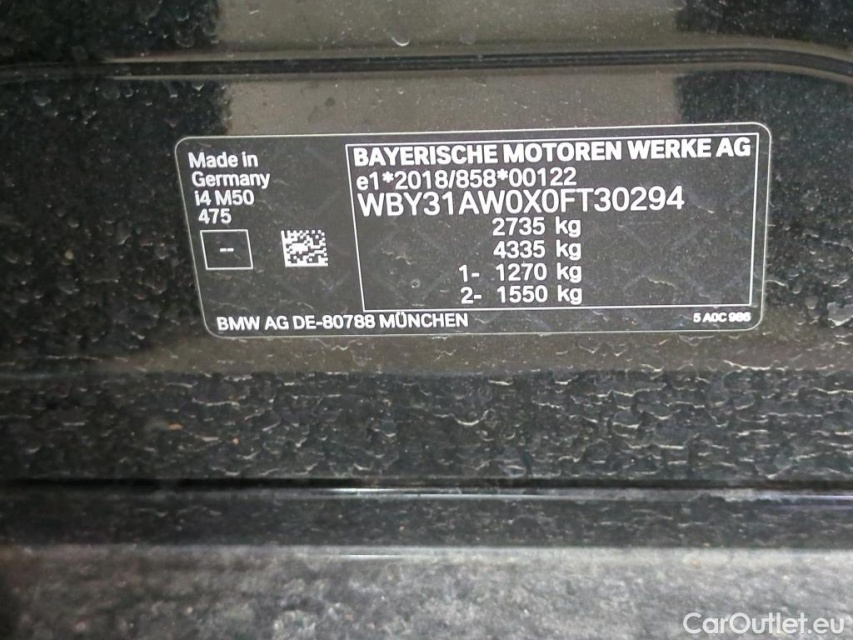 Made in
Germany
i4 M50
475
--
BAYERISCHE MOTOREN WERKE AG
e1*2018/858*00122
WBY31AW0X0FT30294
2735 kg
4335 kg
1- 1270 kg
2- 1550 kg
BMW AG DE-80788 MÜNCHEN
5 A0C 986
CarOutlet.eu